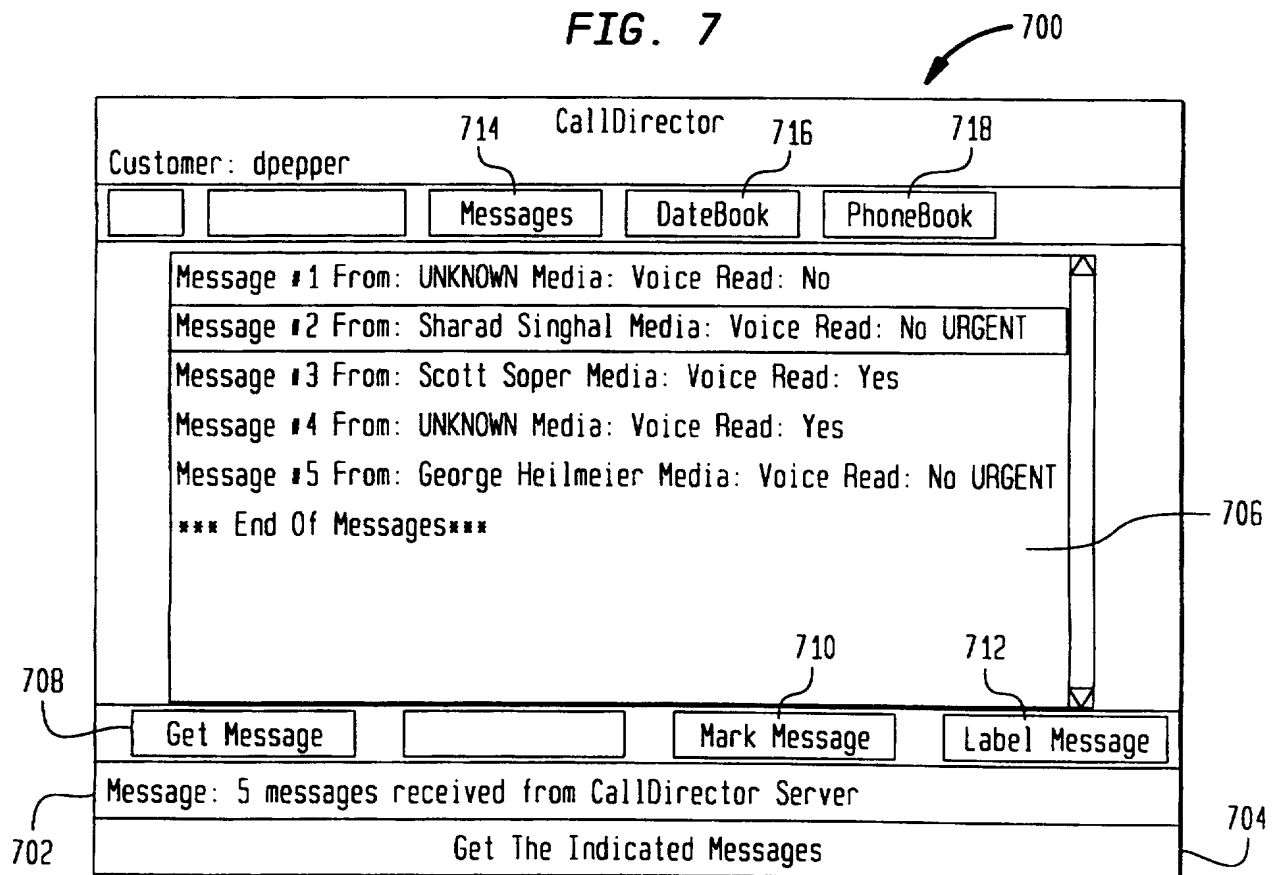 FIG. 7
700
CallDirector
714
716
718
Customer: dpepper
Messages
DateBook
PhoneBook
Message #1 From: UNKNOWN Media: Voice Read: No
Message #2 From: Sharad Singhal Media: Voice Read: No URGENT
Message #3 From: Scott Soper Media: Voice Read: Yes
Message #4 From: UNKNOWN Media: Voice Read: Yes
Message #5 From: George Heilmeier Media: Voice Read: No URGENT
*** End Of Messages***
706
710
712
708
Get Message
Mark Message
Label Message
Message: 5 messages received from CallDirector Server
702
704
Get The Indicated Messages